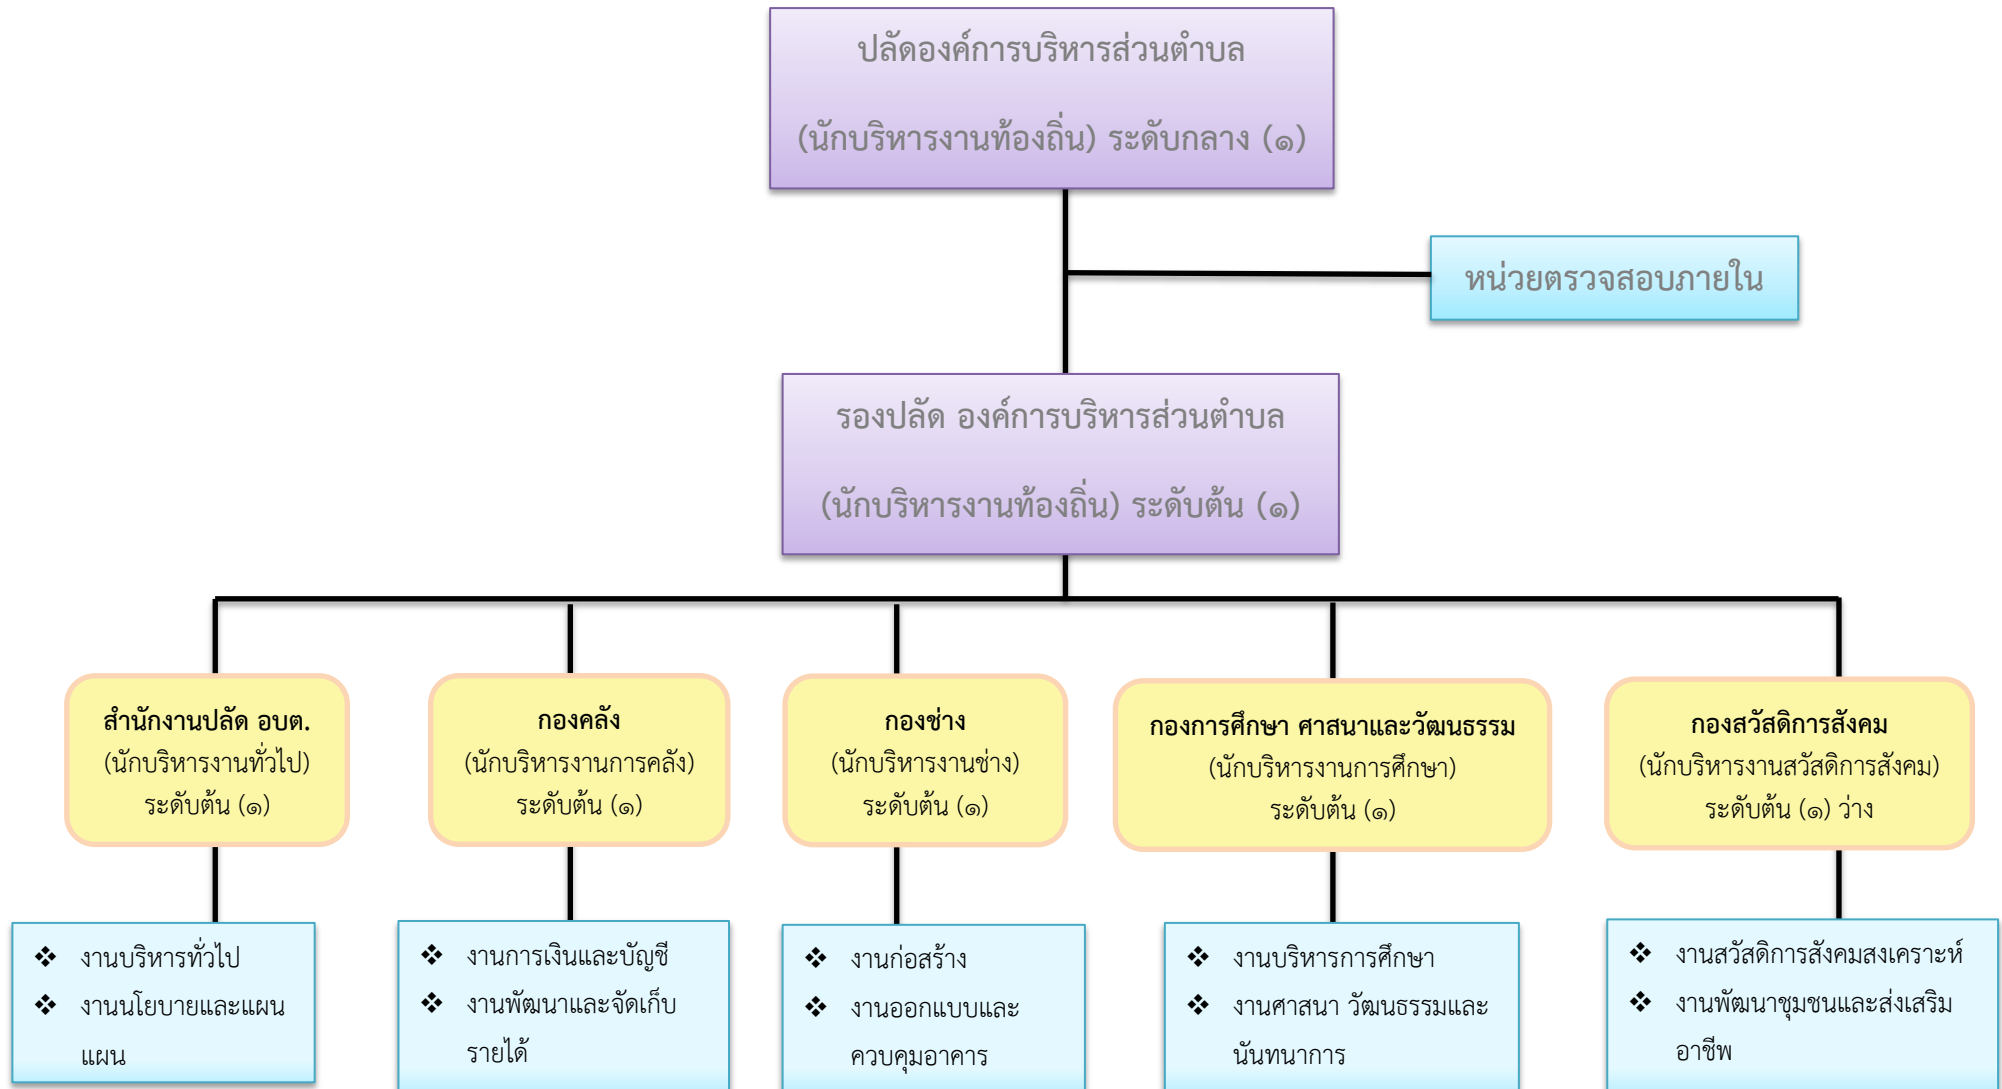 ปลัดองค์การบริหารส่วนตำบล
(นักบริหารงานท้องถิ่น) ระดับกลาง (๑)
หน่วยตรวจสอบภายใน
รองปลัด องค์การบริหารส่วนตำบล
(นักบริหารงานท้องถิ่น) ระดับต้น (๑)
สำนักงานปลัด อบต.
(นักบริหารงานทั่วไป)
ระดับต้น (๑)
กองคลัง
(นักบริหารงานการคลัง)
ระดับต้น (๑)
กองช่าง
(นักบริหารงานช่าง)
ระดับต้น (๑)
กองการศึกษา ศาสนาและวัฒนธรรม
(นักบริหารงานการศึกษา)
ระดับต้น (๑)
กองสวัสดิการสังคม
(นักบริหารงานสวัสดิการสังคม)
ระดับต้น (๑) ว่าง
❖ งานบริหารทั่วไป
❖ งานนโยบายและแผน
แผน
❖ งานการเงินและบัญชี
❖ งานพัฒนาและจัดเก็บ
รายได้
❖ งานก่อสร้าง
❖ งานออกแบบและ
ควบคุมอาคาร
❖ งานบริหารการศึกษา
❖ งานศาสนา วัฒนธรรมและ
นันทนาการ
❖ งานสวัสดิการสังคมสงเคราะห์
❖ งานพัฒนาชุมชนและส่งเสริม
อาชีพ